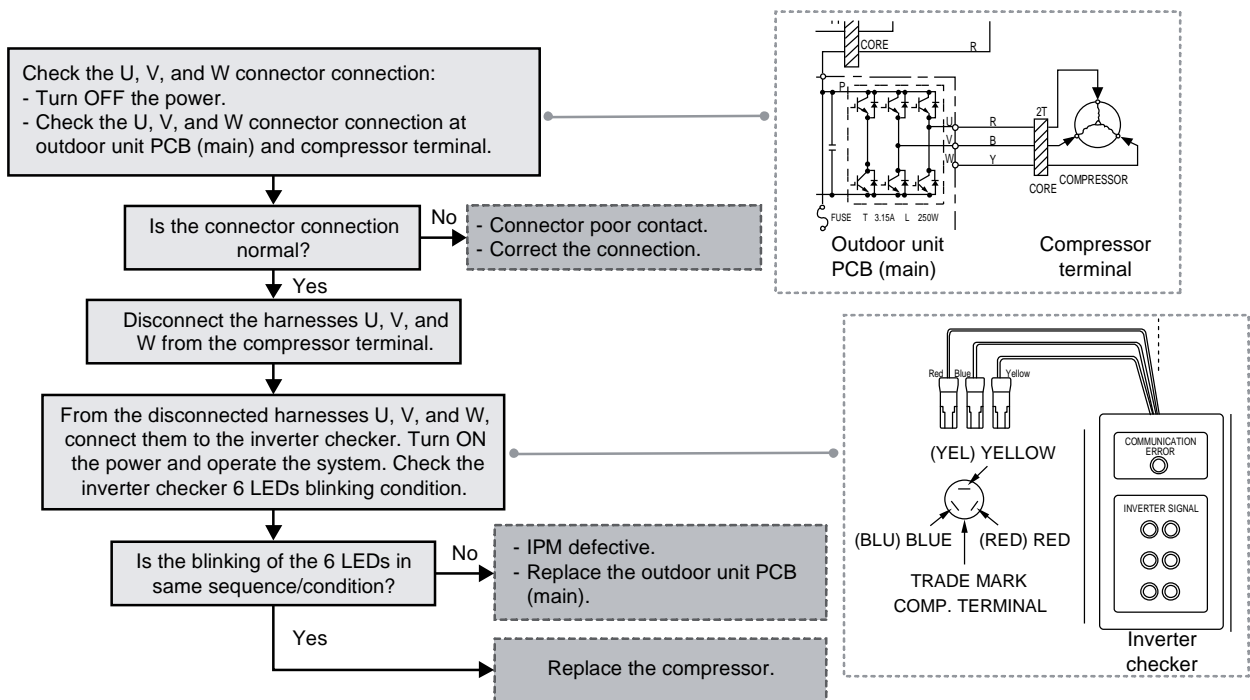 Check the U, V, and W connector connection:
- Turn OFF the power.
- Check the U, V, and W connector connection at
outdoor unit PCB (main) and compressor terminal.
Is the connector connection
normal?
No
- Connector poor contact.
- Correct the connection.
Yes
Disconnect the harnesses U, V, and
W from the compressor terminal.
From the disconnected harnesses U, V, and W,
connect them to the inverter checker. Turn ON
the power and operate the system. Check the
inverter checker 6 LEDs blinking condition.
Is the blinking of the 6 LEDs in
same sequence/condition?
No
- IPM defective.
- Replace the outdoor unit PCB
(main).
Yes
Replace the compressor.
CORE
R
P
U
R
V
B
W
Y
2T
CORE
COMPRESSOR
FUSE T 3.15A L 250W
Outdoor unit
PCB (main)
Compressor
terminal
Red
Blue
Yellow
(YEL) YELLOW
(BLU) BLUE
(RED) RED
TRADE MARK
COMP. TERMINAL
COMMUNICATION
ERROR
INVERTER SIGNAL
Inverter
checker